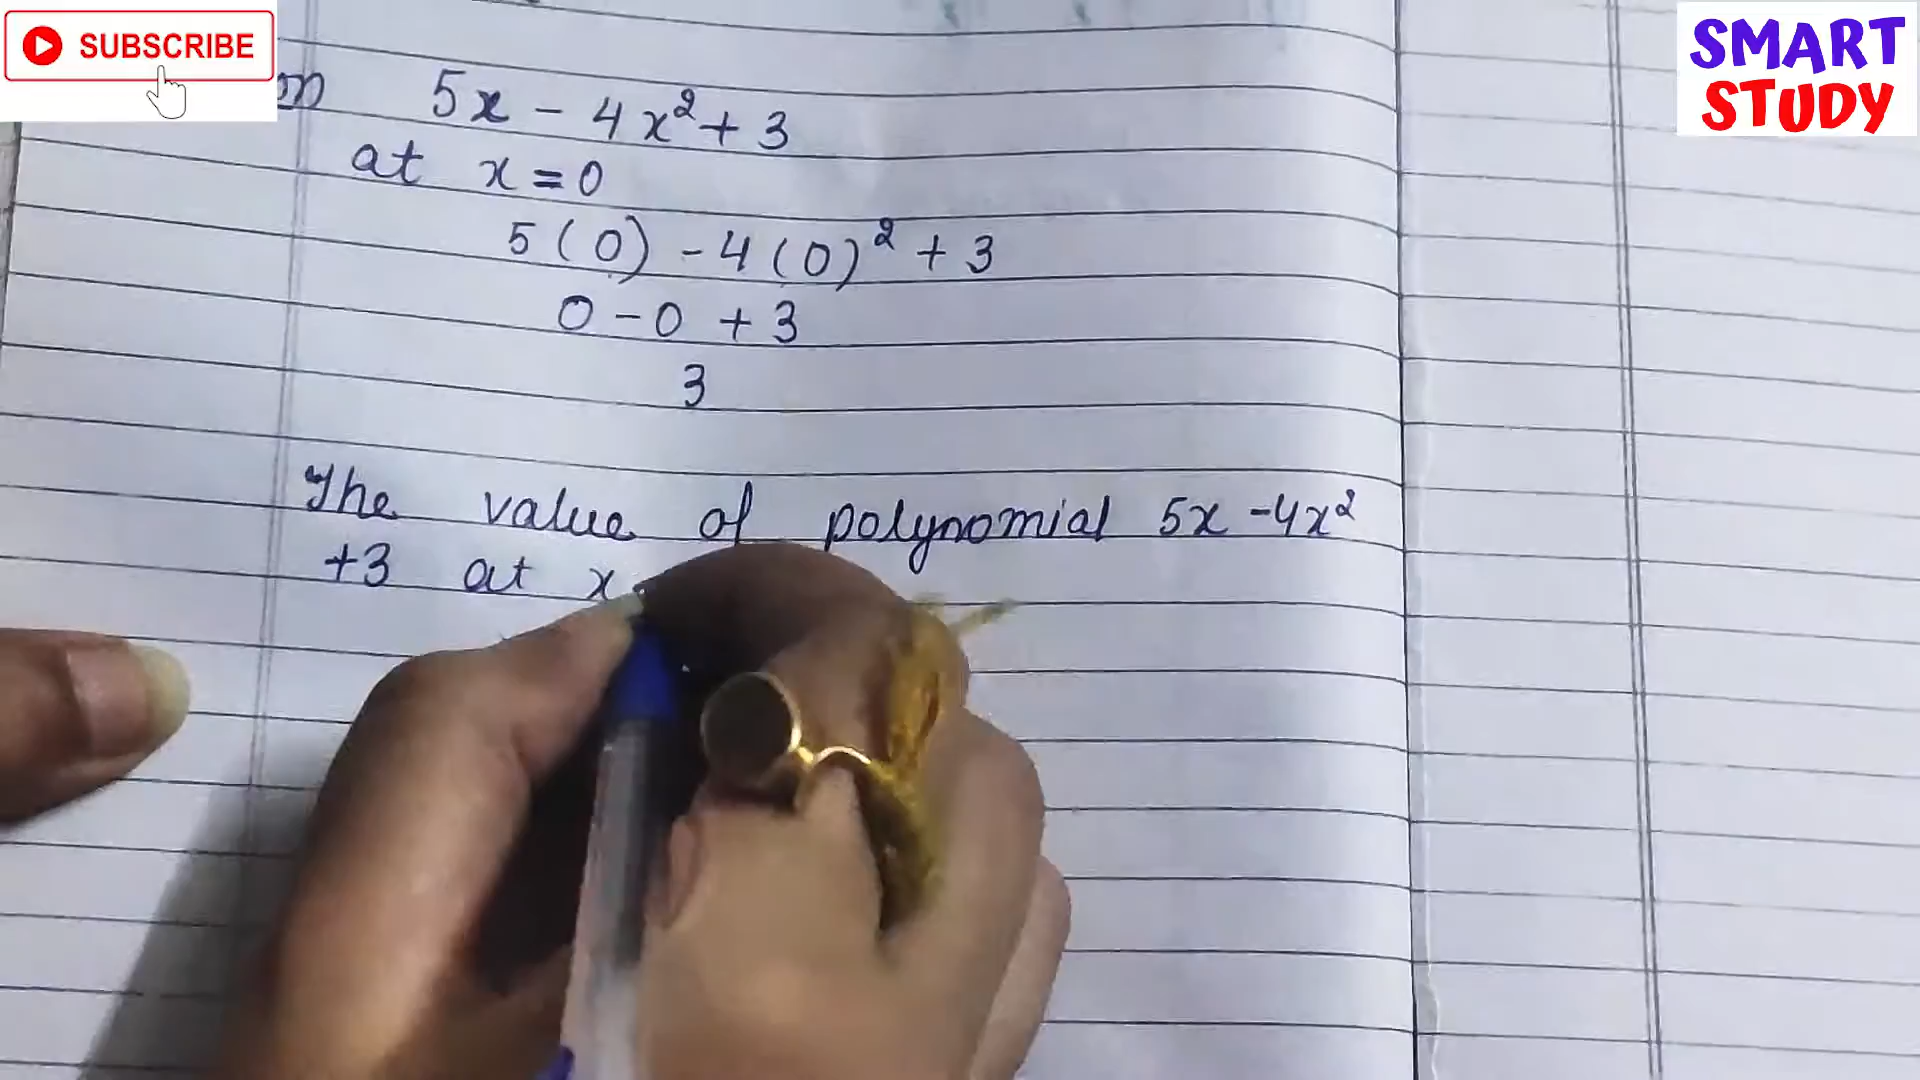 SUBSCRIBE
SMART
STUDY
5x - 4x² + 3
at x = 0
5(0) - 4(0)² + 3
0 - 0 + 3
3
The value of polynomial 5x - 4x²
+3 at x